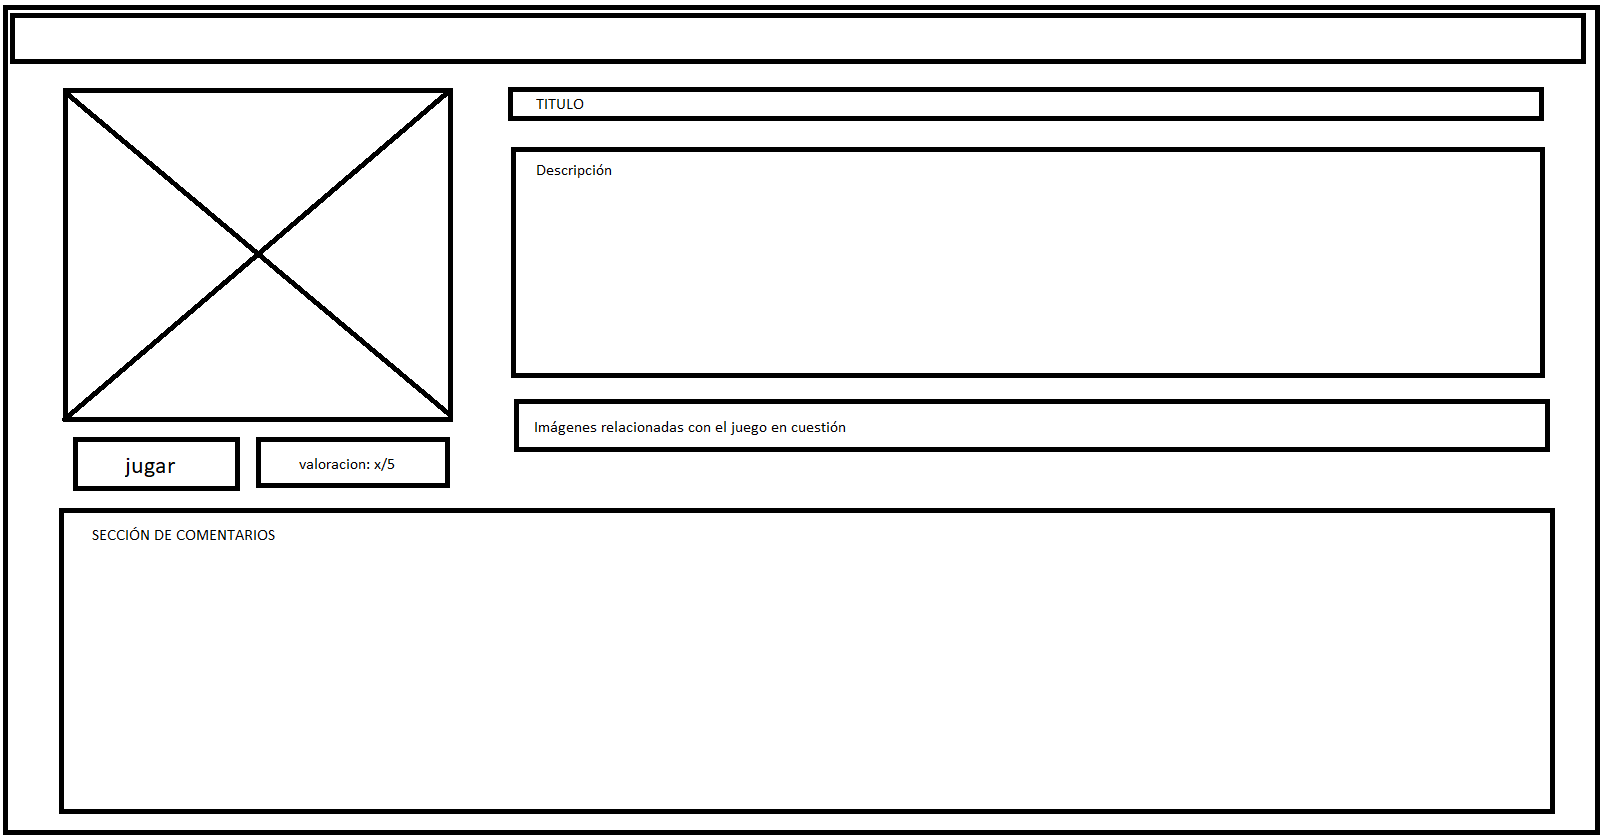 TITULO
Descripción
Imágenes relacionadas con el juego en cuestión
jugar
valoracion: x/5
SECCIÓN DE COMENTARIOS